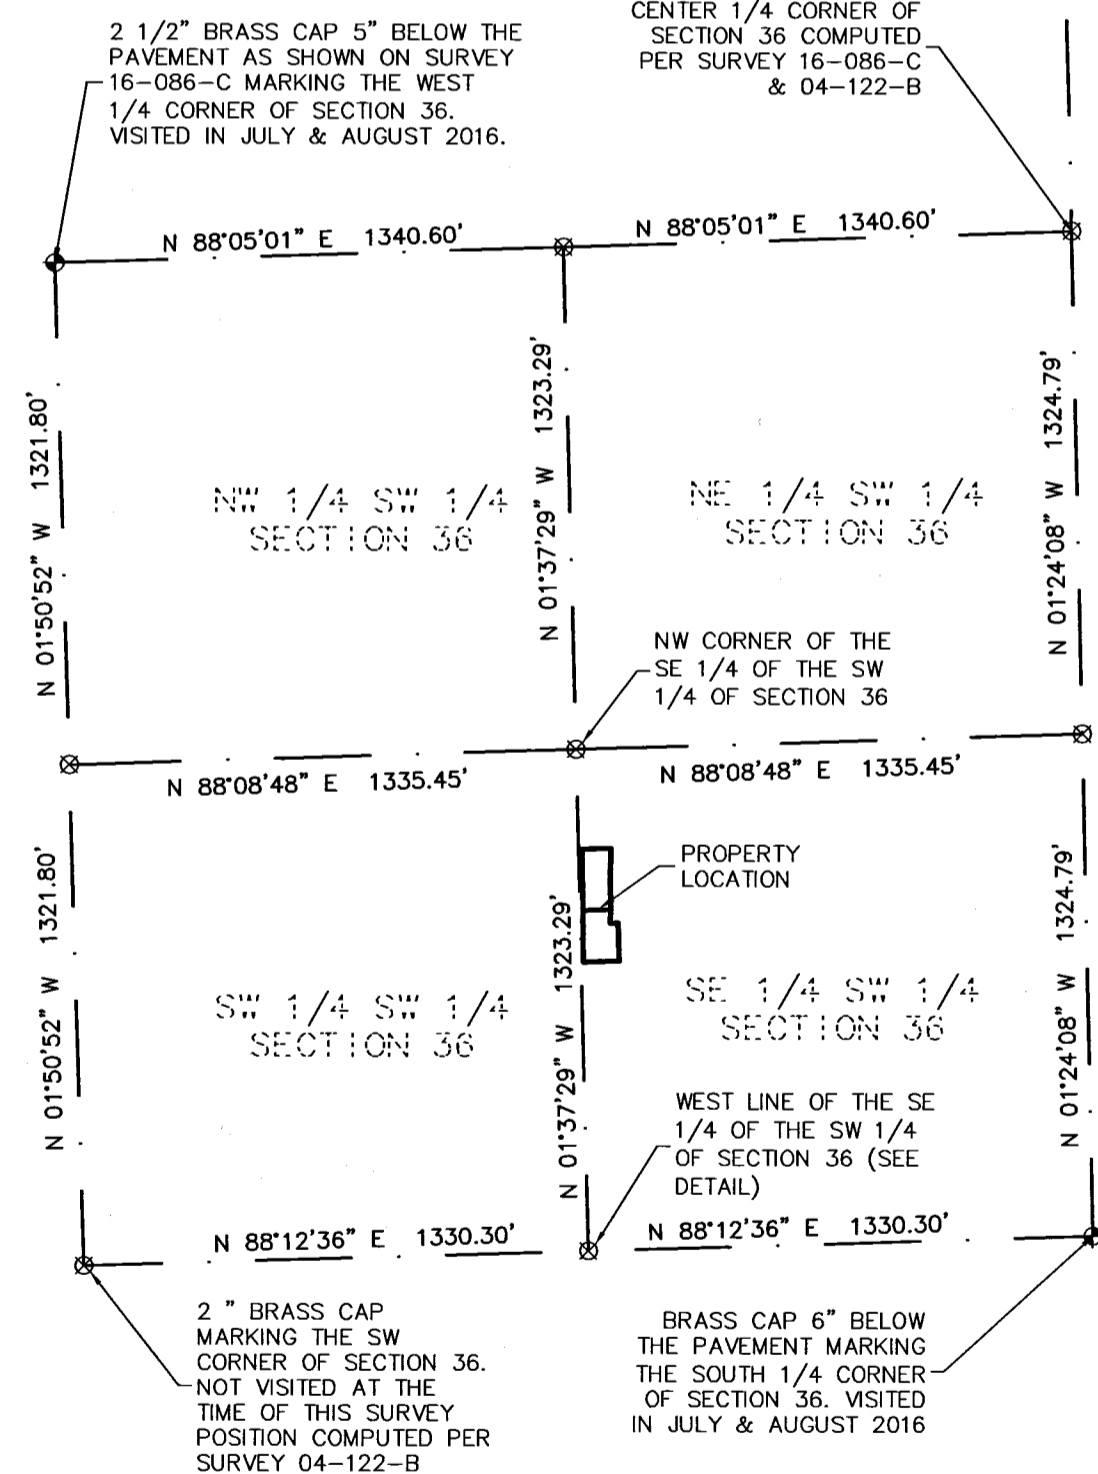 2 1/2" BRASS CAP 5" BELOW THE
PAVEMENT AS SHOWN ON SURVEY
16-086-C MARKING THE WEST
1/4 CORNER OF SECTION 36.
VISITED IN JULY & AUGUST 2016.
CENTER 1/4 CORNER OF
SECTION 36 COMPUTED
PER SURVEY 16-086-C
& 04-122-B
N 88°05'01" E 1340.60'
N 88°05'01" E 1340.60'
N 01°50'52" W 1321.80'
N 01°37'29" W 1323.29'
N 01°24'08" W 1324.79'
NW 1/4 SW 1/4
SECTION 36
NE 1/4 SW 1/4
SECTION 36
NW CORNER OF THE
SE 1/4 OF THE SW
1/4 OF SECTION 36
N 88°08'48" E 1335.45'
N 88°08'48" E 1335.45'
PROPERTY
LOCATION
N 01°50'52" W 1321.80'
N 01°37'29" W 1323.29'
N 01°24'08" W 1324.79'
SW 1/4 SW 1/4
SECTION 36
SE 1/4 SW 1/4
SECTION 36
WEST LINE OF THE SE
1/4 OF THE SW 1/4
OF SECTION 36 (SEE
DETAIL)
N 88°12'36" E 1330.30'
N 88°12'36" E 1330.30'
2 " BRASS CAP
MARKING THE SW
CORNER OF SECTION 36.
NOT VISITED AT THE
TIME OF THIS SURVEY
POSITION COMPUTED PER
SURVEY 04-122-B
BRASS CAP 6" BELOW
THE PAVEMENT MARKING
THE SOUTH 1/4 CORNER
OF SECTION 36. VISITED
IN JULY & AUGUST 2016